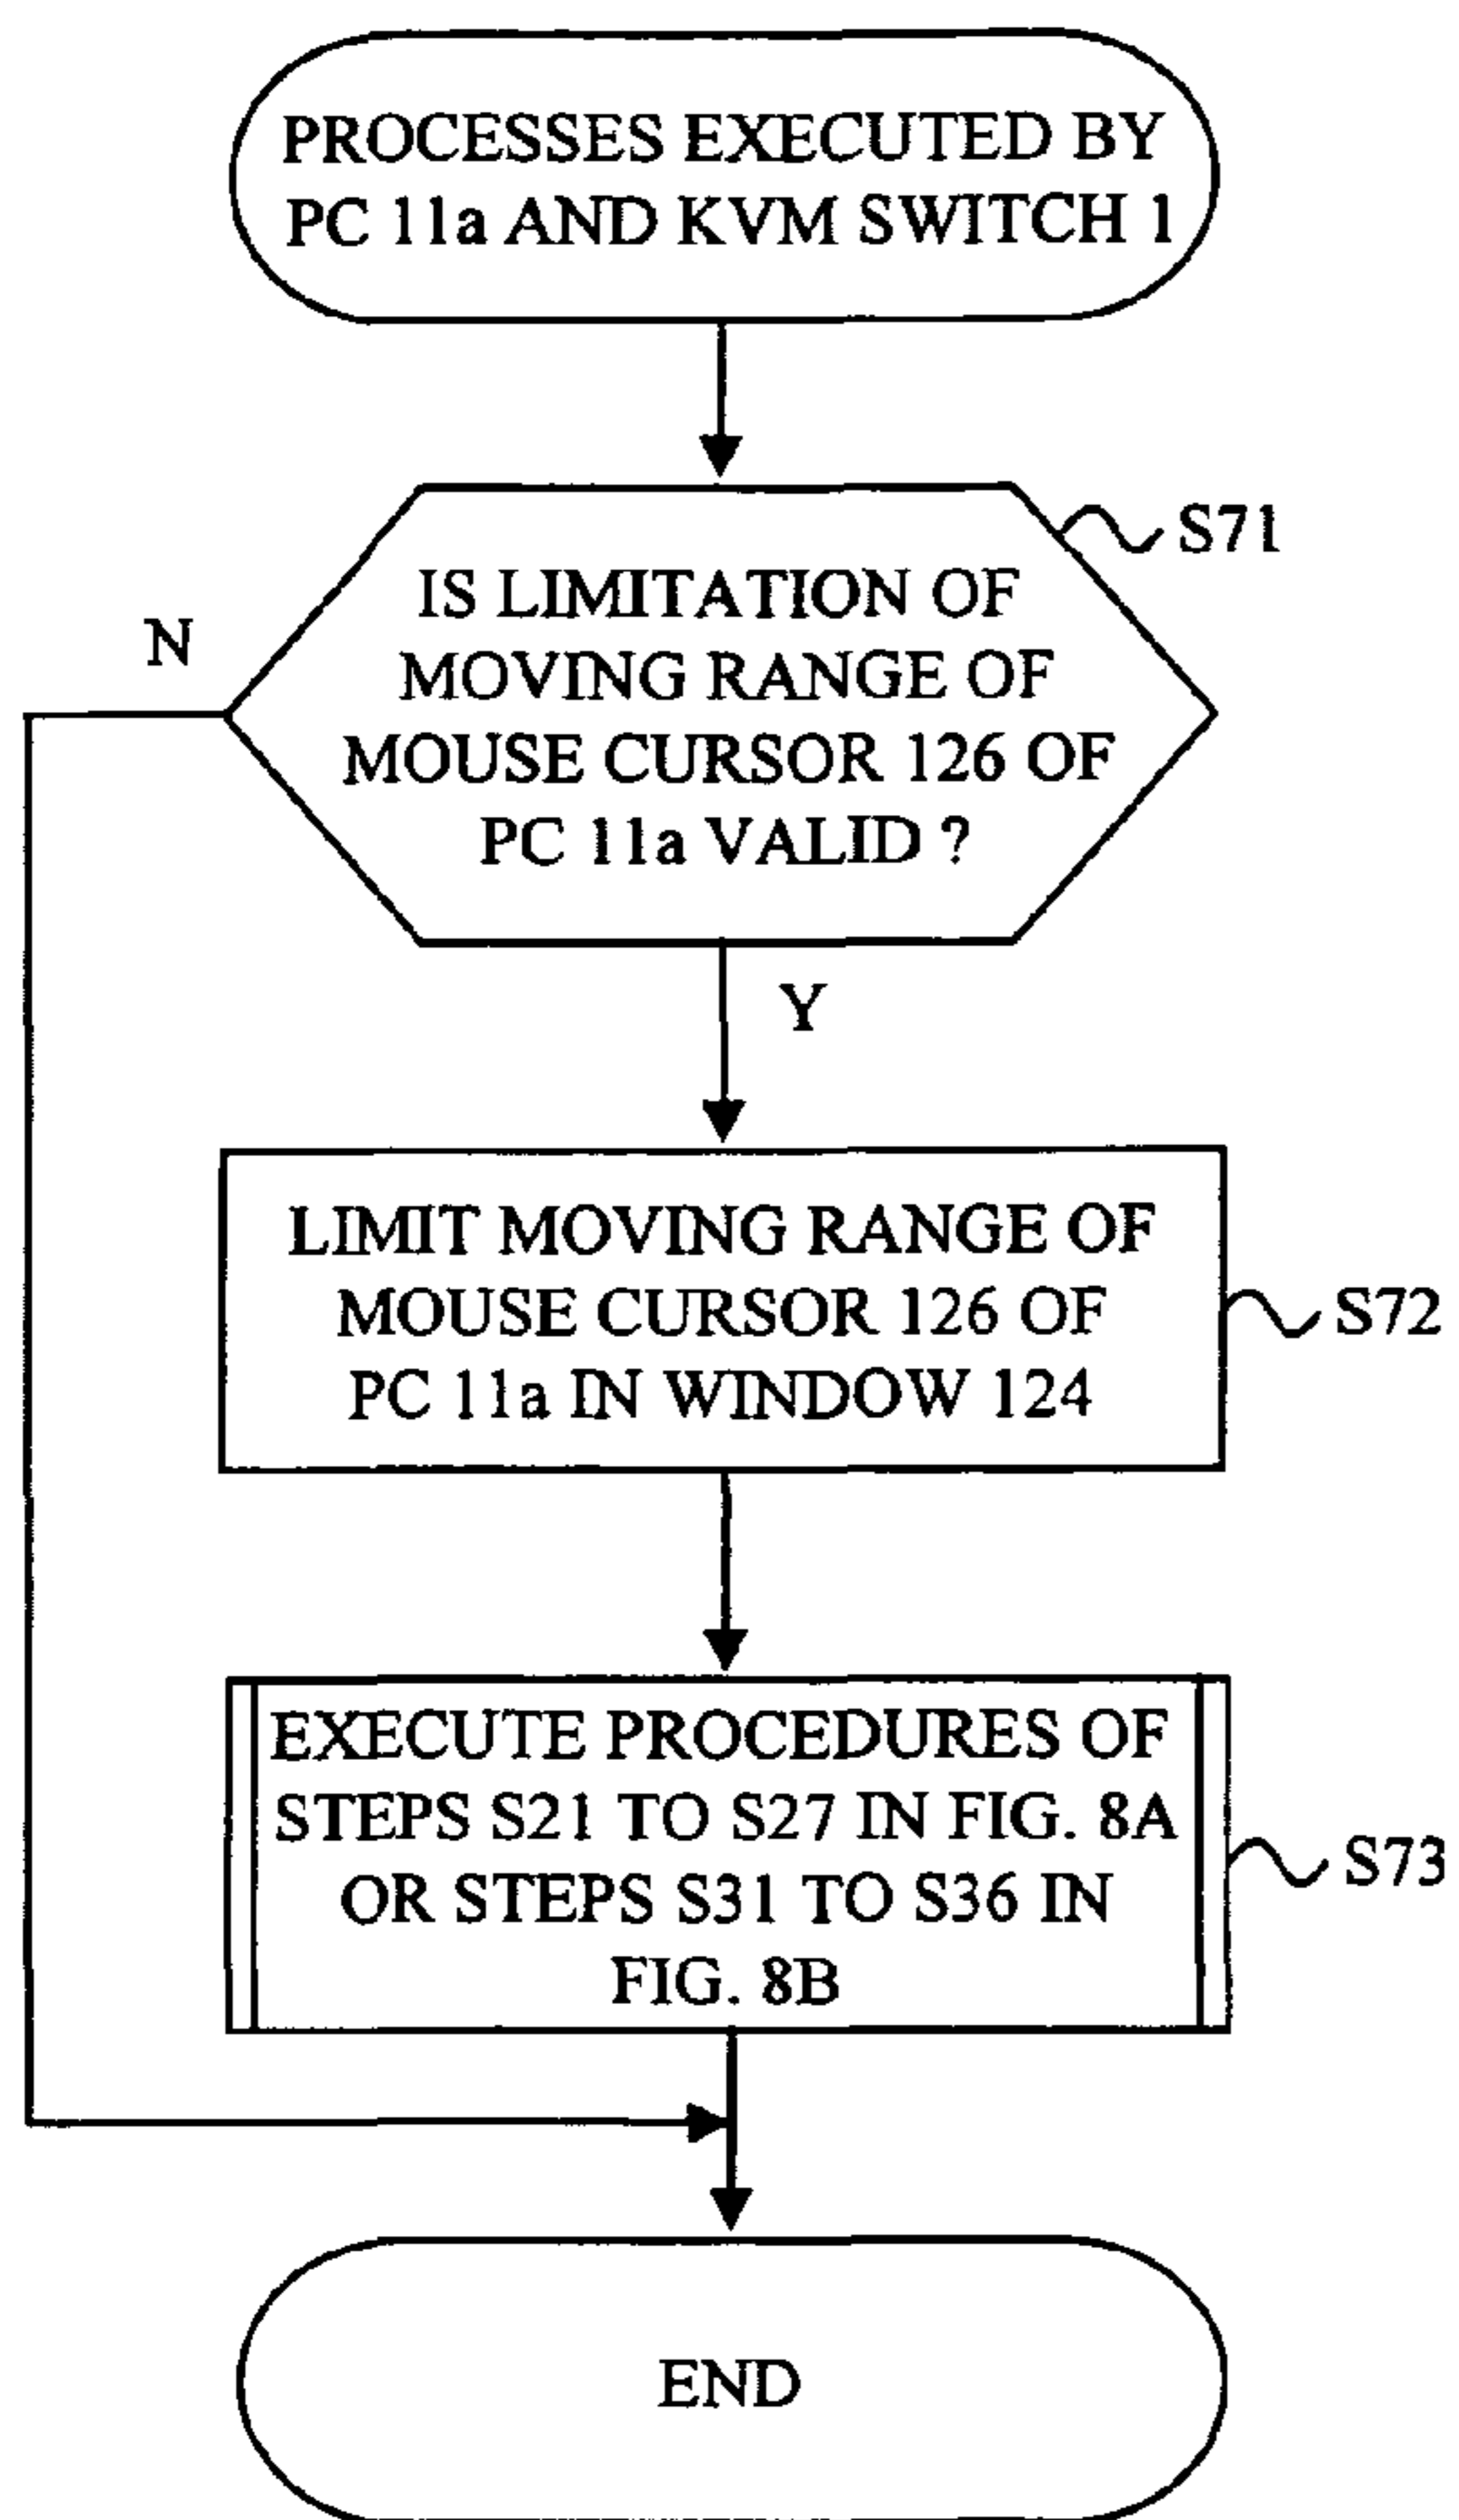 PROCESSES EXECUTED BY
PC 11a AND KVM SWITCH 1
S71
IS LIMITATION OF
MOVING RANGE OF
MOUSE CURSOR 126 OF
PC 11a VALID ?
N
Y
LIMIT MOVING RANGE OF
MOUSE CURSOR 126 OF
PC 11a IN WINDOW 124
S72
EXECUTE PROCEDURES OF
STEPS S21 TO S27 IN FIG. 8A
OR STEPS S31 TO S36 IN
FIG. 8B
S73
END